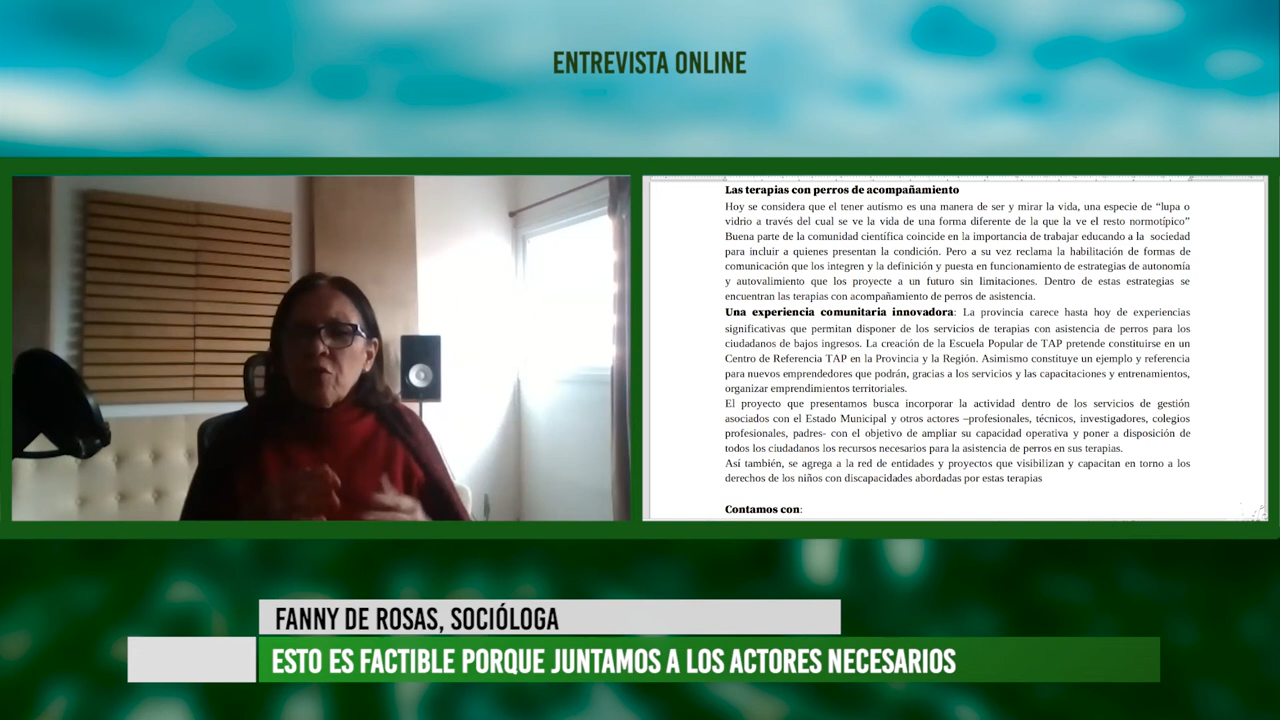 ENTREVISTA ONLINE
Las terapias con perros de acompañamiento
Hoy se considera que el tener autismo es una manera de ser y mirar la vida, una especie de “lupa o
vidrio a través del cual se ve la vida de una forma diferente de la que la ve el resto normotípico”
Buena parte de la comunidad científica coincide en la importancia de trabajar educando a la sociedad
para incluir a quienes presentan la condición. Pero a su vez reclama la habilitación de formas de
comunicación que los integren y la definición y puesta en funcionamiento de estrategias de autonomía
y autovalimiento que los proyecte a un futuro sin limitaciones. Dentro de estas estrategias se
encuentran las terapias con acompañamiento de perros de asistencia.
Una experiencia comunitaria innovadora: La provincia carece hasta hoy de experiencias
significativas que permitan disponer de los servicios de terapias con asistencia de perros para los
ciudadanos de bajos ingresos. La creación de la Escuela Popular de TAP pretende constituirse en un
Centro de Referencia TAP en la Provincia y la Región. Asimismo constituye un ejemplo y referencia
para nuevos emprendedores que podrán, gracias a los servicios y las capacitaciones y entrenamientos,
organizar emprendimientos territoriales.
El proyecto que presentamos busca incorporar la actividad dentro de los servicios de gestión
asociados con el Estado Municipal y otros actores –profesionales, técnicos, investigadores, colegios
profesionales, padres- con el objetivo de ampliar su capacidad operativa y poner a disposición de
todos los ciudadanos los recursos necesarios para la asistencia de perros en sus terapias.
Así también, se agrega a la red de entidades y proyectos que visibilizan y capacitan en torno a los
derechos de los niños con discapacidades abordadas por estas terapias
Contamos con:
FANNY DE ROSAS, SOCIÓLOGA
ESTO ES FACTIBLE PORQUE JUNTAMOS A LOS ACTORES NECESARIOS